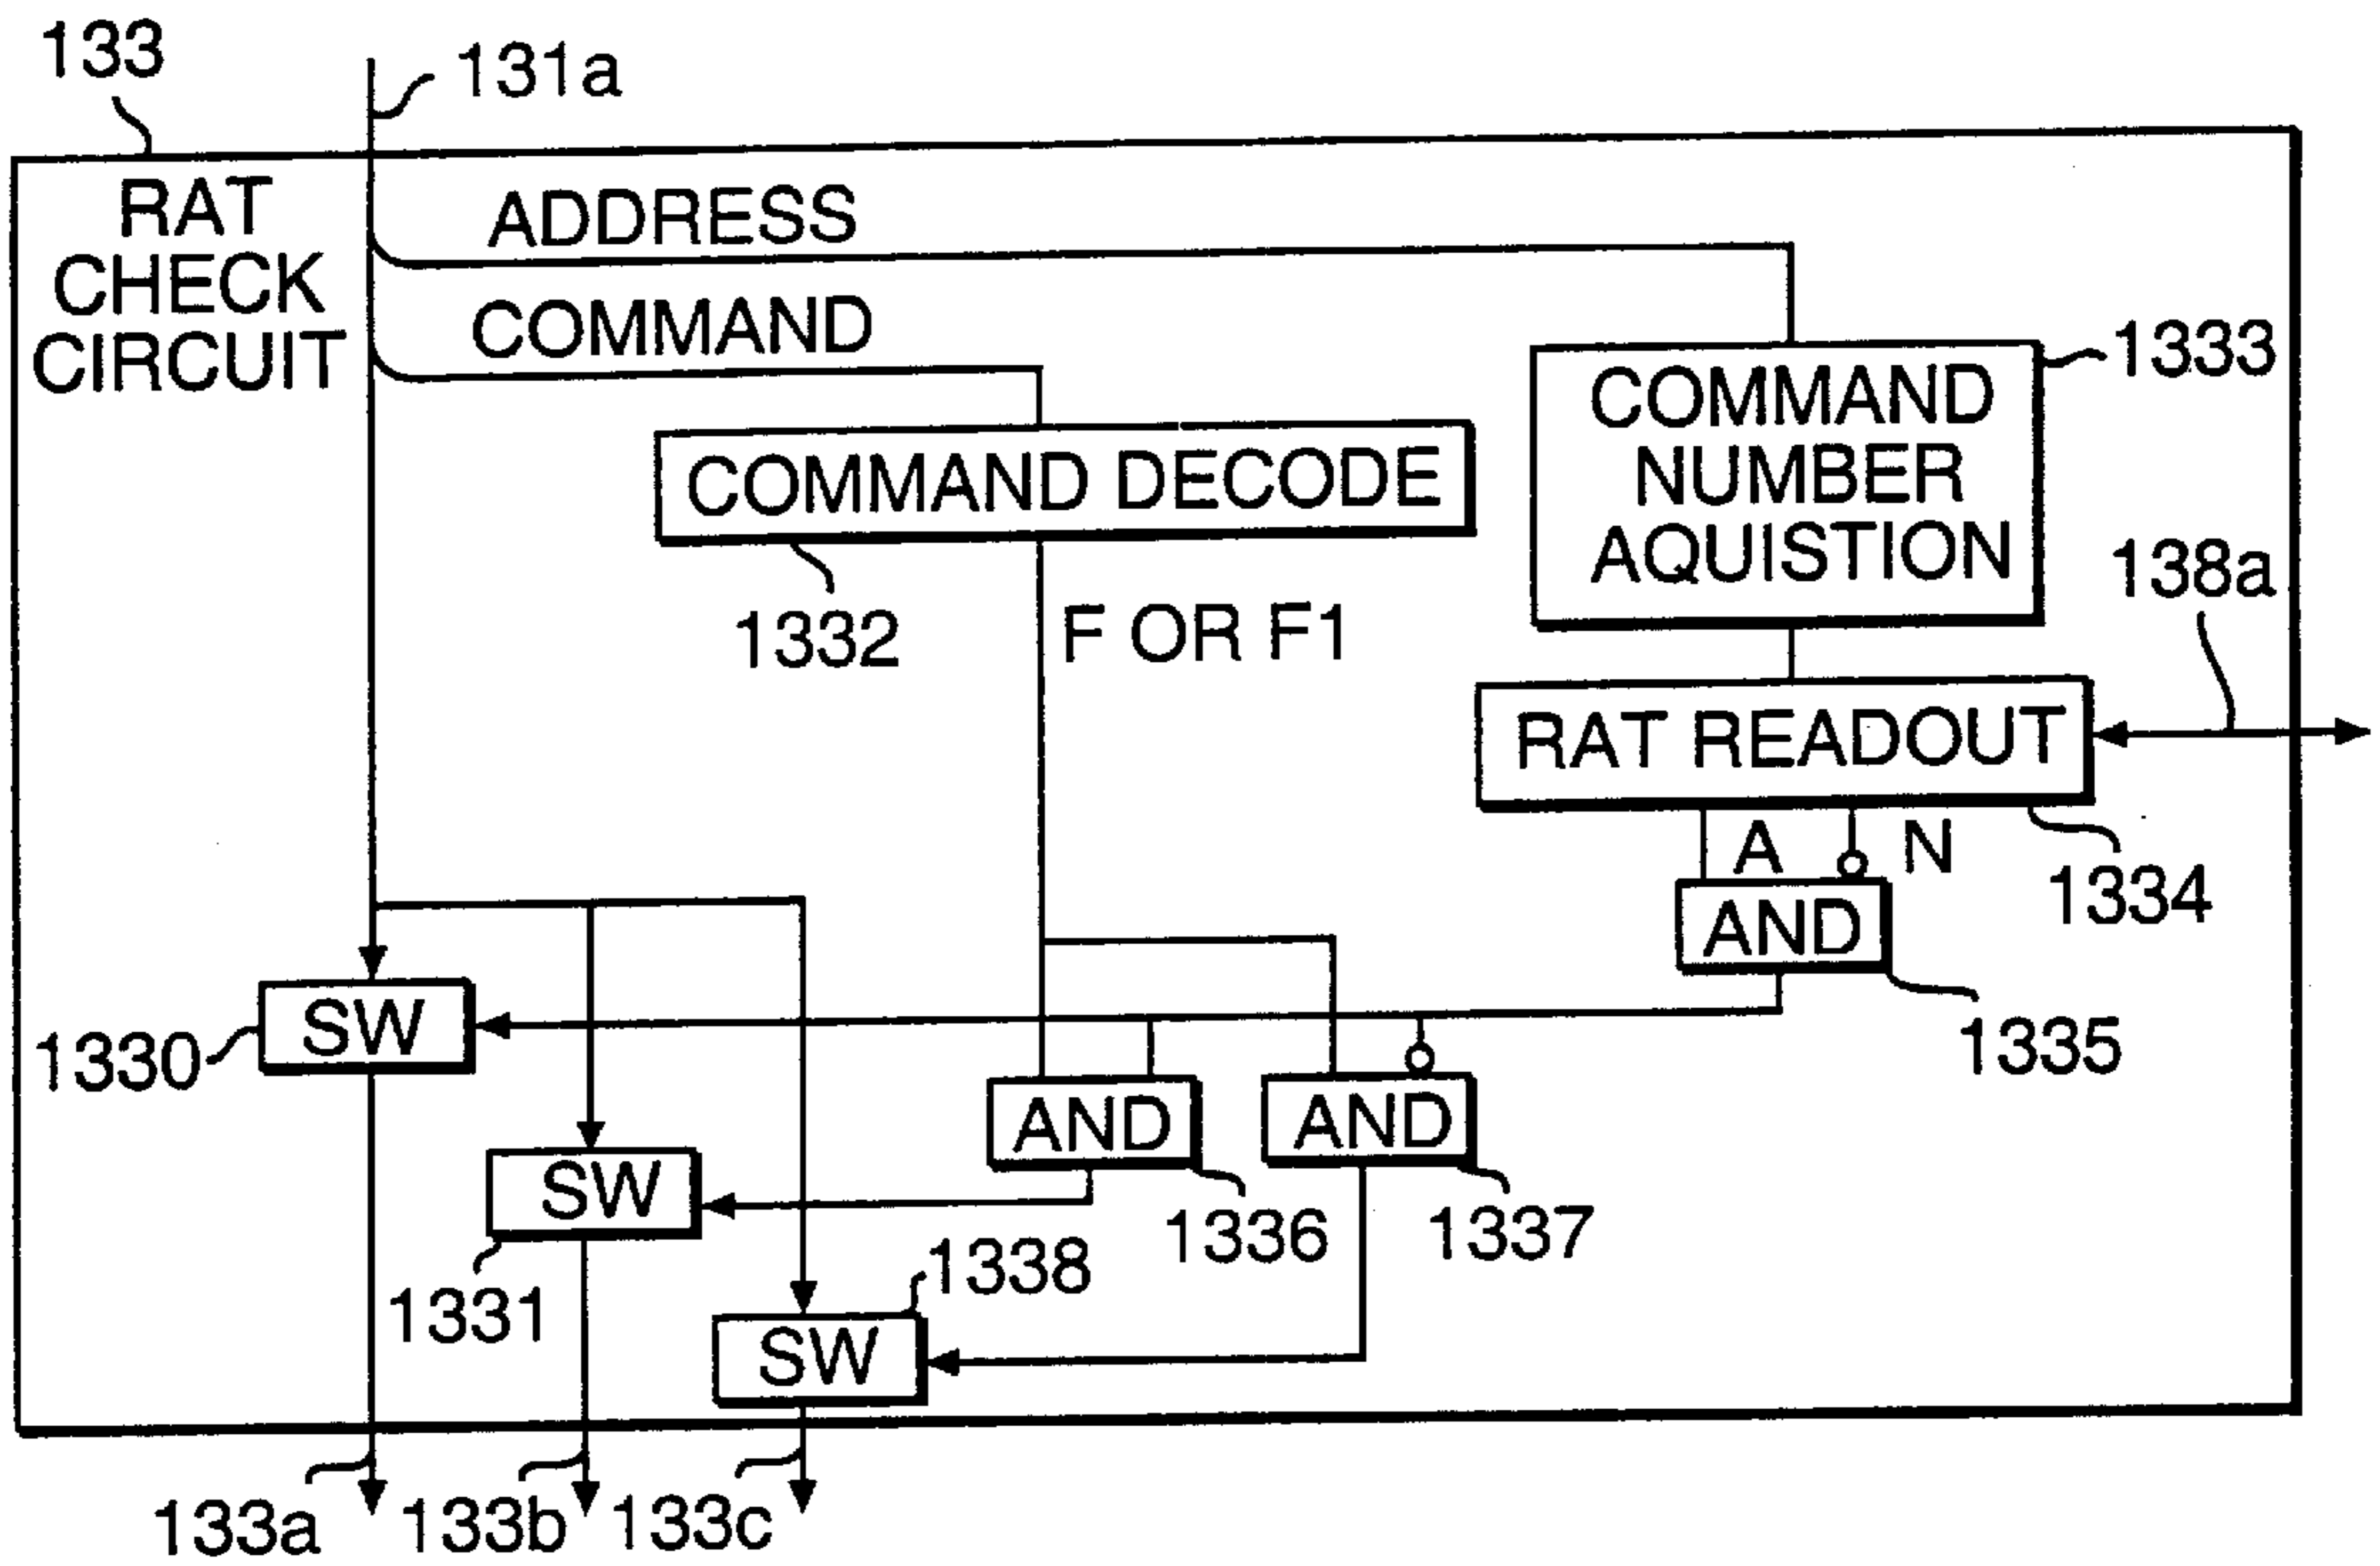 133
131a
RAT
CHECK
CIRCUIT
ADDRESS
COMMAND
1333
COMMAND
NUMBER
AQUISTION
COMMAND DECODE
1332
F OR F1
138a
RAT READOUT
A
N
1334
AND
1335
SW
1330
AND
AND
1336
1337
SW
1331
1338
SW
133a
133b
133c